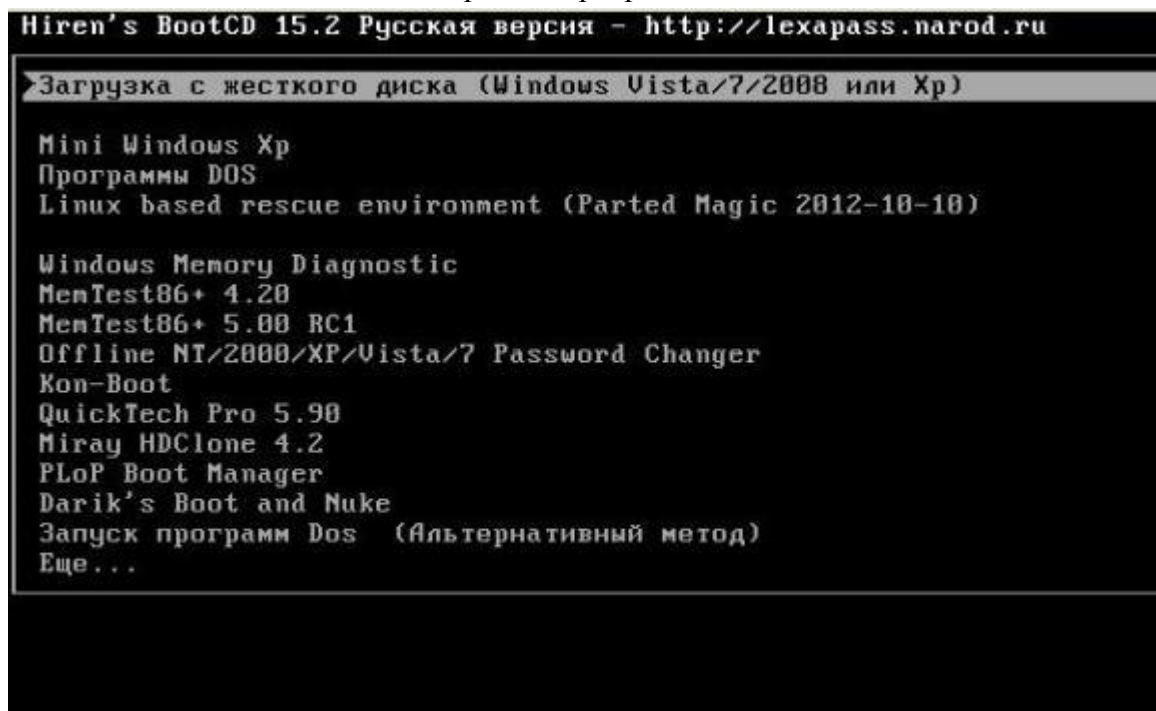 Hiren's BootCD 15.2 Русская версия - http://lexapass.narod.ru
Загрузка с жесткого диска (Windows Vista/7/2008 или Xp)
Mini Windows Xp
Программы DOS
Linux based rescue environment (Parted Magic 2012-10-10)
Windows Memory Diagnostic
MemTest86+ 4.20
MemTest86+ 5.00 RC1
Offline NT/2000/XP/Vista/7 Password Changer
Kon-Boot
QuickTech Pro 5.90
Miray HDClone 4.2
PLoP Boot Manager
Darik's Boot and Nuke
Запуск программ Dos (Альтернативный метод)
Еще...